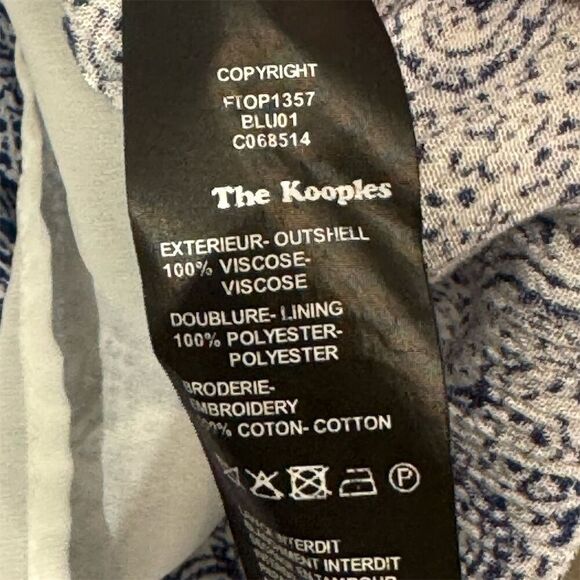 COPYRIGHT
FTOP1357
BLU01
C068514
The Kooples
EXTERIEUR- OUTSHELL
100% VISCOSE-
VISCOSE
DOUBLURE- LINING
100% POLYESTER-
POLYESTER
BRODERIE-
EMBROIDERY
100% COTON- COTTON
P
INTERDIT
INTERDIT